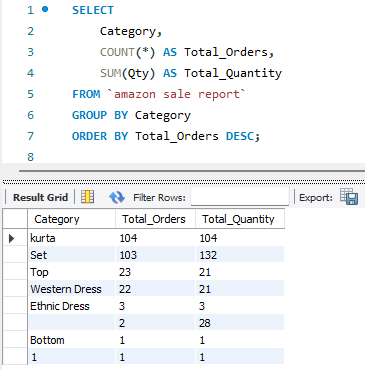 1 SELECT
2 Category,
3 COUNT(*) AS Total_Orders,
4 SUM(Qty) AS Total_Quantity
5 FROM `amazon sale report`
6 GROUP BY Category
7 ORDER BY Total_Orders DESC;
8
Result Grid Filter Rows: Export:
Category Total_Orders Total_Quantity
kurta 104 104
Set 103 132
Top 23 21
Western Dress 22 21
Ethnic Dress 3 3
2 28
Bottom 1 1
1 1 1